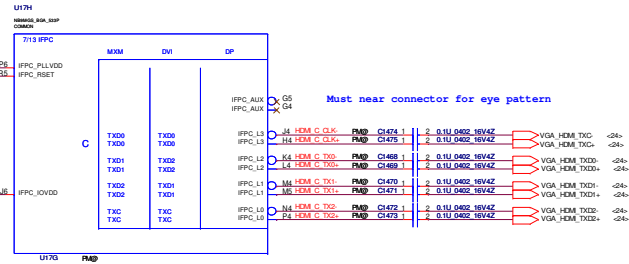 U17H
NB9M/GS_BGA_533P
COMMON
7/13 IFPC
MXM DVI DP
P6 IFPC_PLLVDD
R5 IFPC_RSET
IFPC_AUX G5
IFPC_AUX G4
Must near connector for eye pattern
C
TXD0 TXD0 IFPC_L3 J4 HDMI_C_CLK- PM@ C1474 1 2 0.1U_0402_16V4Z VGA_HDMI_TXC- <24>
TXD0 TXD0 IFPC_L3 H4 HDMI_C_CLK+ PM@ C1475 1 2 0.1U_0402_16V4Z VGA_HDMI_TXC+ <24>
TXD1 TXD2 IFPC_L2 K4 HDMI_C_TX0- PM@ C1468 1 2 0.1U_0402_16V4Z VGA_HDMI_TXD0- <24>
TXD1 TXD2 IFPC_L2 L4 HDMI_C_TX0+ PM@ C1469 1 2 0.1U_0402_16V4Z VGA_HDMI_TXD0+ <24>
TXD2 TXD1 IFPC_L1 M4 HDMI_C_TX1- PM@ C1470 1 2 0.1U_0402_16V4Z VGA_HDMI_TXD1- <24>
J6 IFPC_IOVDD TXD2 TXD1 IFPC_L1 M5 HDMI_C_TX1+ PM@ C1471 1 2 0.1U_0402_16V4Z VGA_HDMI_TXD1+ <24>
TXC TXC IFPC_L0 N4 HDMI_C_TX2- PM@ C1472 1 2 0.1U_0402_16V4Z VGA_HDMI_TXD2- <24>
TXC TXC IFPC_L0 P4 HDMI_C_TX2+ PM@ C1473 1 2 0.1U_0402_16V4Z VGA_HDMI_TXD2+ <24>
U17G PM@